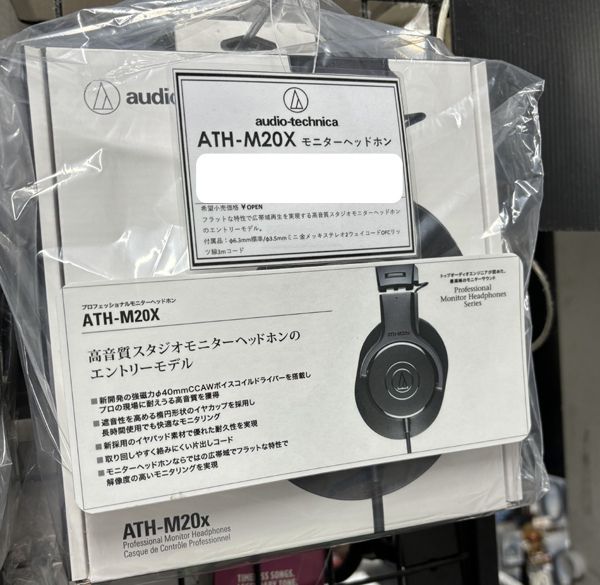 audio
audio-technica
ATH-M20X モニターヘッドホン
希望小売価格 ¥OPEN
フラットな特性で広帯域再生を実現する高音質スタジオモニターヘッドホン
のエントリーモデル。
付属品:φ6.3mm標準/φ3.5mmミニ 金メッキステレオ2ウェイコードOFCリッ
ツ線3mコード
プロフェッショナルモニターヘッドホン
ATH-M20X
トップオーディオエンジニアが認めた、
最高峰のモニターサウンド
Professional
Monitor Headphones
Series
高音質スタジオモニターヘッドホンの
エントリーモデル
■新開発の強磁力φ40mmCCAWボイスコイルドライバーを搭載し
プロの現場に耐えうる高音質を獲得
■遮音性を高める楕円形状のイヤカップを採用し
長時間使用でも快適なモニタリング
■新採用のイヤパッド素材で優れた耐久性を実現
■取り回しやすく絡みにくい片出しコード
■モニターヘッドホンならではの広帯域でフラットな特性で
解像度の高いモニタリングを実現
ATH-M20x
ATH-M20x
Professional Monitor Headphones
Casque de Contrôle Professionnel
TIMELESS SONGS,